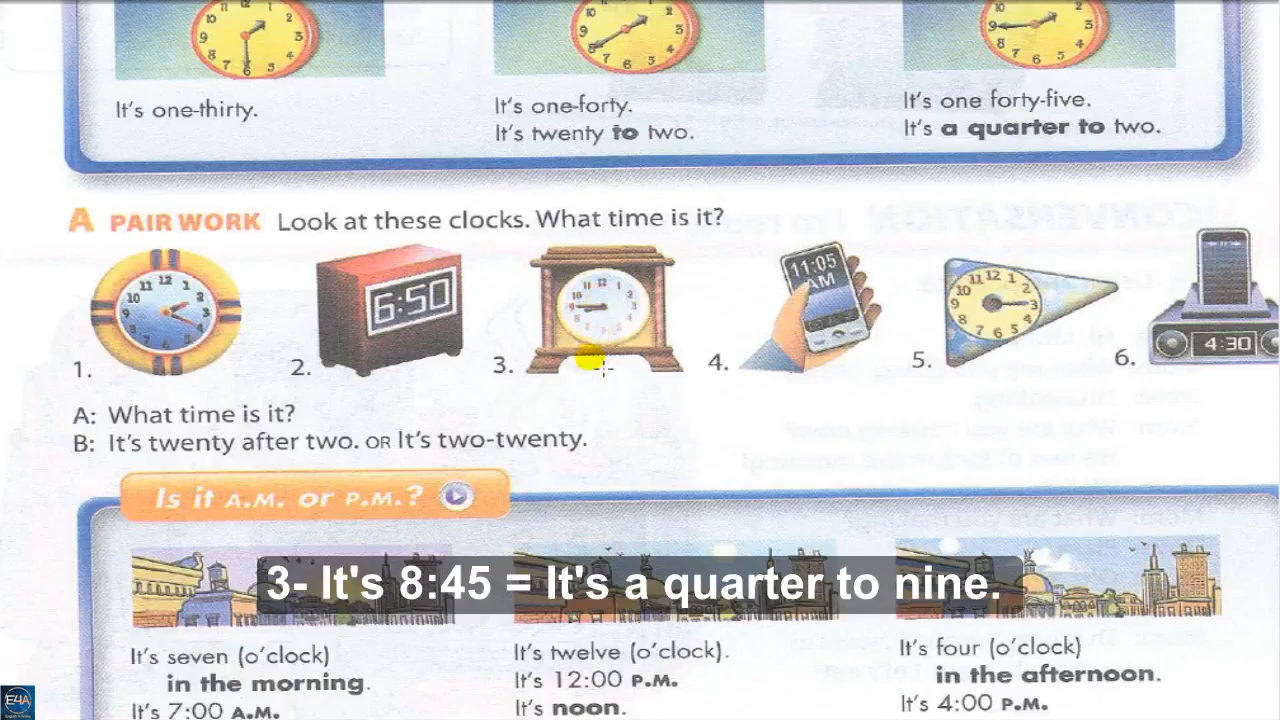 It's one-thirty.
It's one-forty.
It's twenty to two.
It's one forty-five.
It's a quarter to two.
A PAIR WORK Look at these clocks. What time is it?
1.
2.
6:50
3.
4.
11:05
AM
5.
6.
4:30
A: What time is it?
B: It's twenty after two. OR It's two-twenty.
Is it A.M. or P.M.?
3- It's 8:45 = It's a quarter to nine.
It's seven (o'clock)
in the morning.
It's 7:00 A.M.
It's twelve (o'clock).
It's 12:00 P.M.
It's noon.
It's four (o'clock)
in the afternoon.
It's 4:00 P.M.
E4A